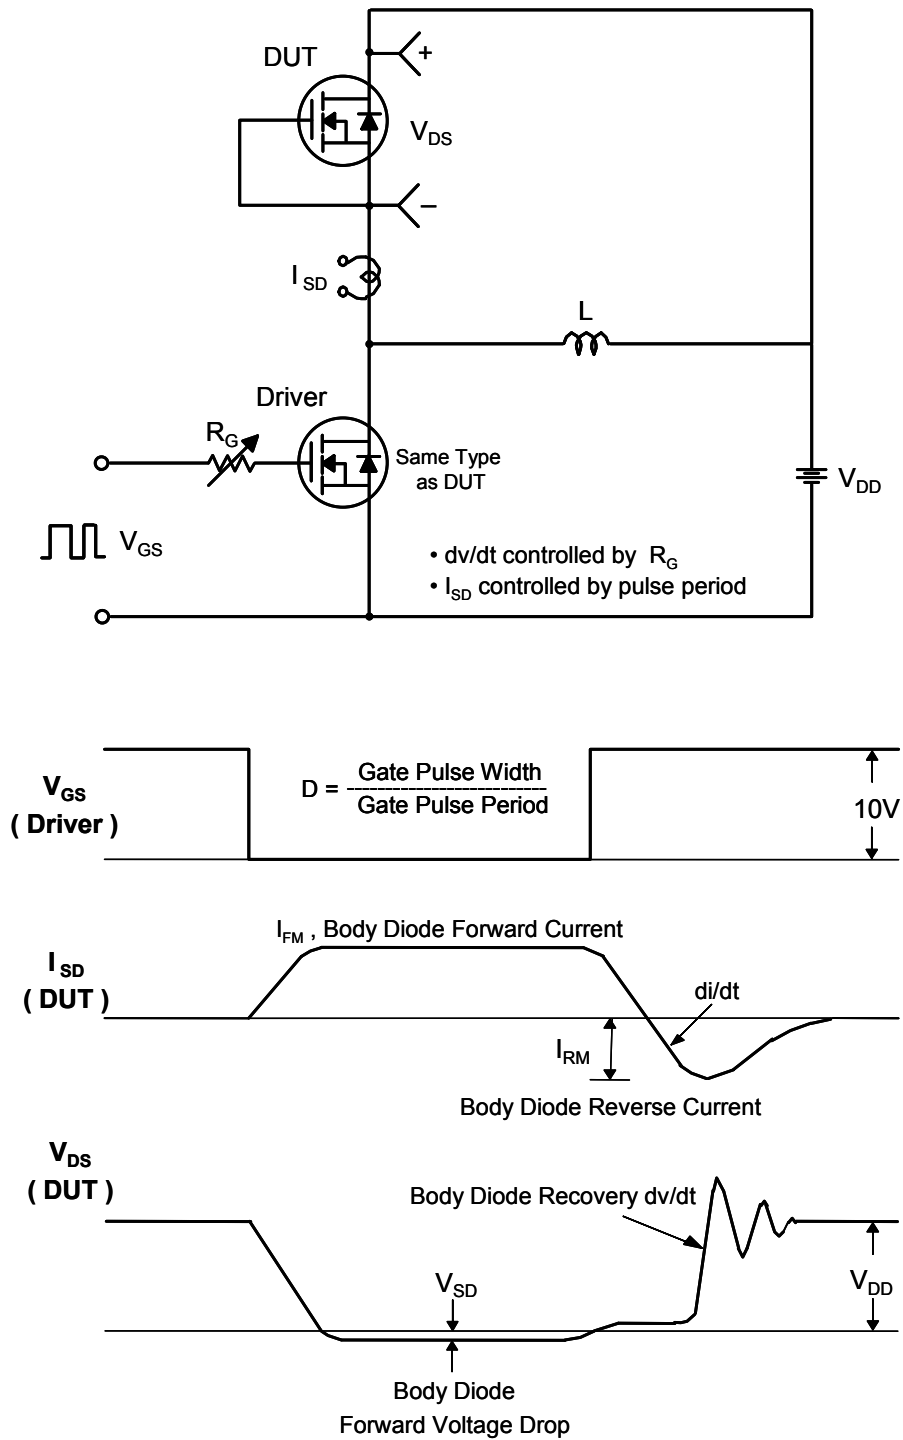 DUT
+
V_DS
−
I_SD
L
Driver
R_G
Same Type
as DUT
V_DD
V_GS
• dv/dt controlled by R_G
• I_SD controlled by pulse period
V_GS
( Driver )
D = Gate Pulse Width
Gate Pulse Period
10V
I_FM , Body Diode Forward Current
I_SD
( DUT )
di/dt
I_RM
Body Diode Reverse Current
V_DS
( DUT )
Body Diode Recovery dv/dt
V_SD
V_DD
Body Diode
Forward Voltage Drop